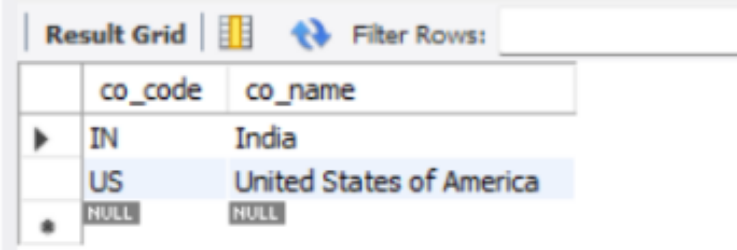 Result Grid Filter Rows:
co_code co_name
IN India
US United States of America
NULL NULL